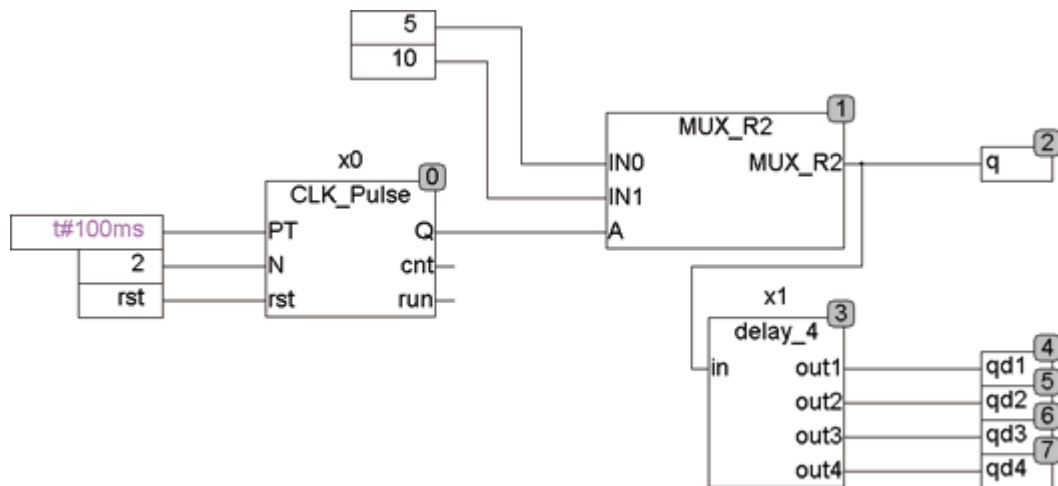 5
10
1
MUX_R2
IN0 MUX_R2
IN1
A
2
q
x0
0
CLK_Pulse
t#100ms PT Q
2 N cnt
rst rst run
x1
3
delay_4
in out1
out2
out3
out4
4
qd1
5
qd2
6
qd3
7
qd4